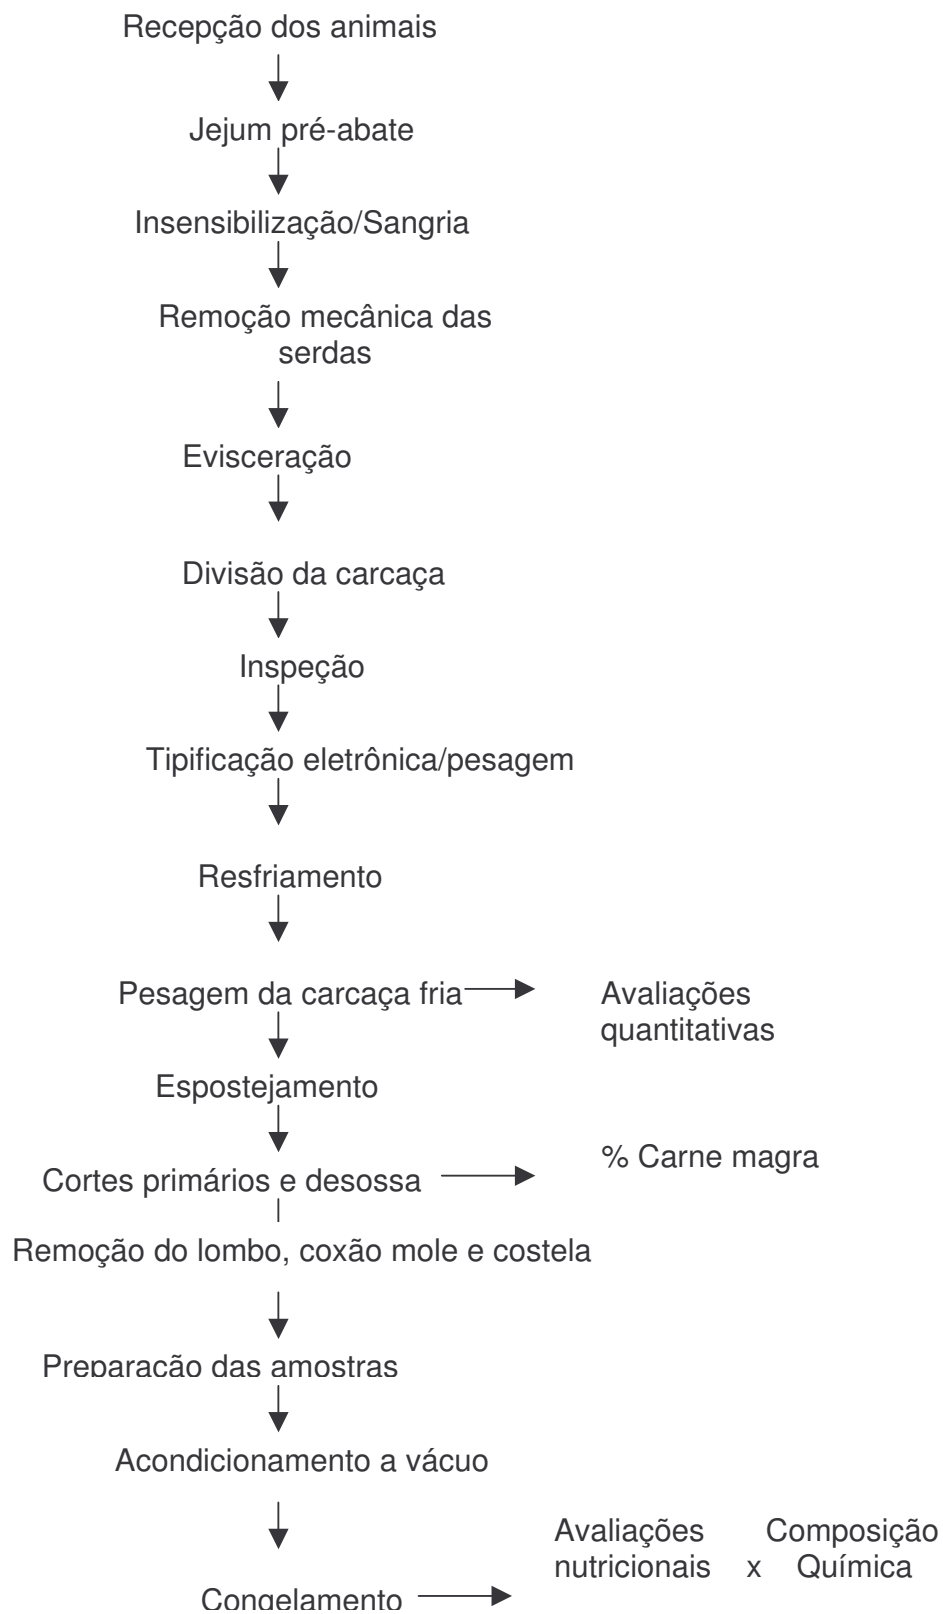 Recepção dos animais
Jejum pré-abate
Insensibilização/Sangria
Remoção mecânica das
serdas
Evisceração
Divisão da carcaça
Inspeção
Tipificação eletrônica/pesagem
Resfriamento
Pesagem da carcaça fria
Avaliações
quantitativas
Espostejamento
% Carne magra
Cortes primários e desossa
Remoção do lombo, coxão mole e costela
Preparação das amostras
Acondicionamento a vácuo
Avaliações Composição
nutricionais x Química
Congelamento